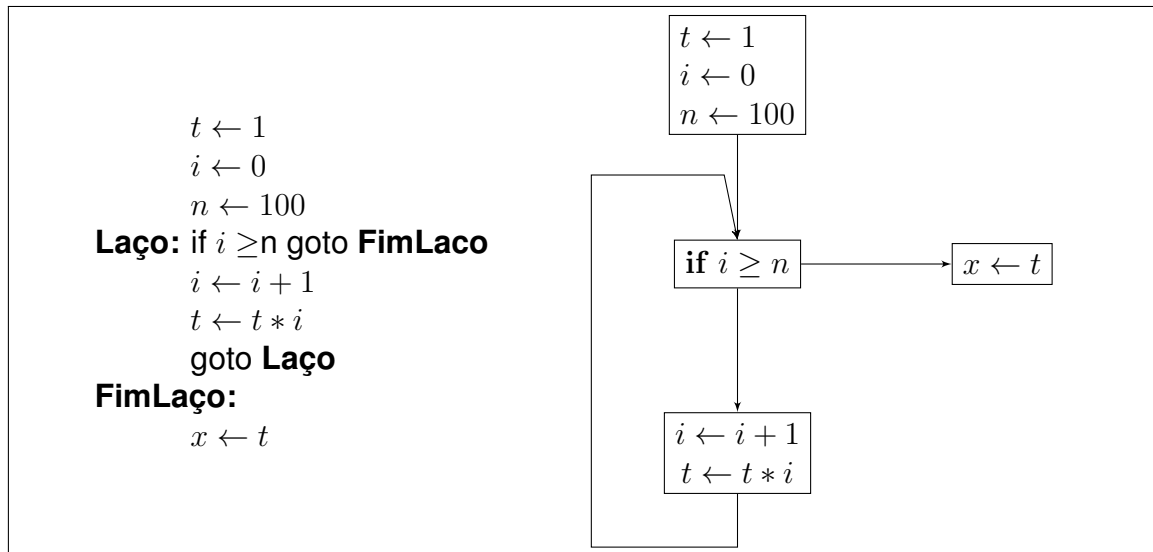 t ← 1
i ← 0
n ← 100
Laço: if i ≥n goto FimLaco
i ← i + 1
t ← t ∗ i
goto Laço
FimLaço:
x ← t
t ← 1
i ← 0
n ← 100
if i ≥ n
x ← t
i ← i + 1
t ← t ∗ i